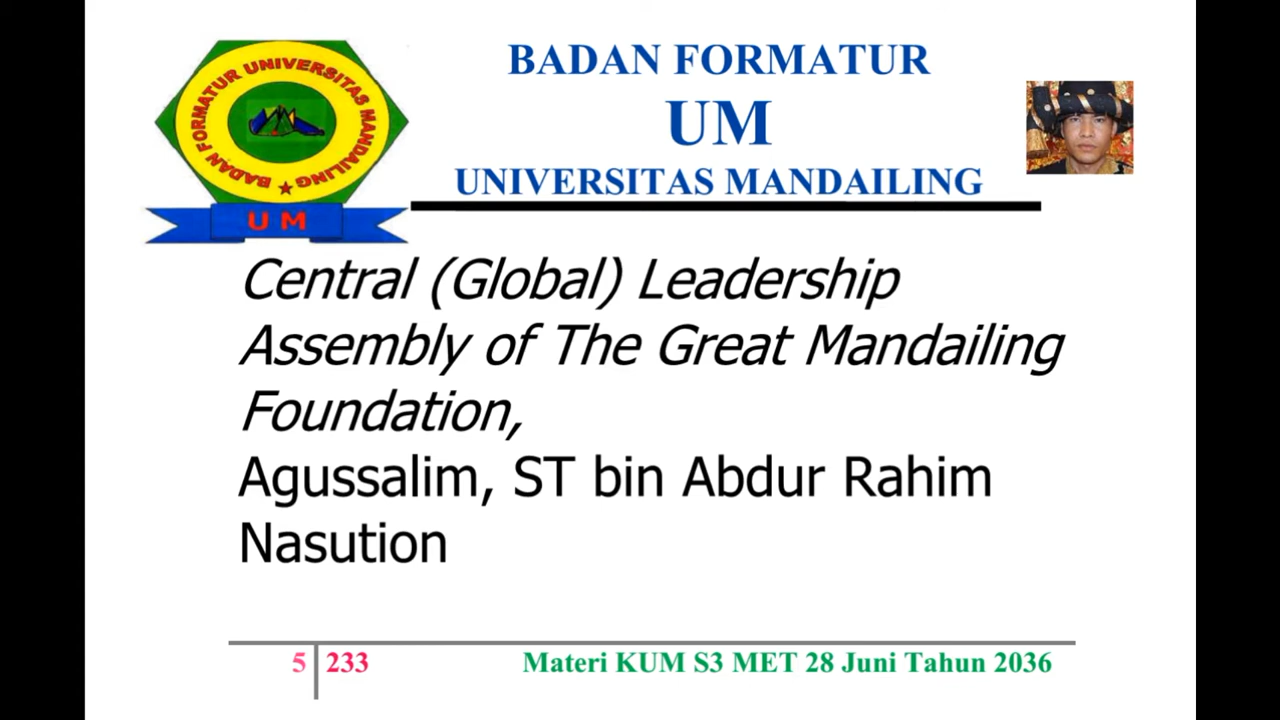 BADAN FORMATUR UNIVERSITAS MANDAILING
UM
BADAN FORMATUR
UM
UNIVERSITAS MANDAILING
Central (Global) Leadership
Assembly of The Great Mandailing
Foundation,
Agussalim, ST bin Abdur Rahim
Nasution
5 233 Materi KUM S3 MET 28 Juni Tahun 2036